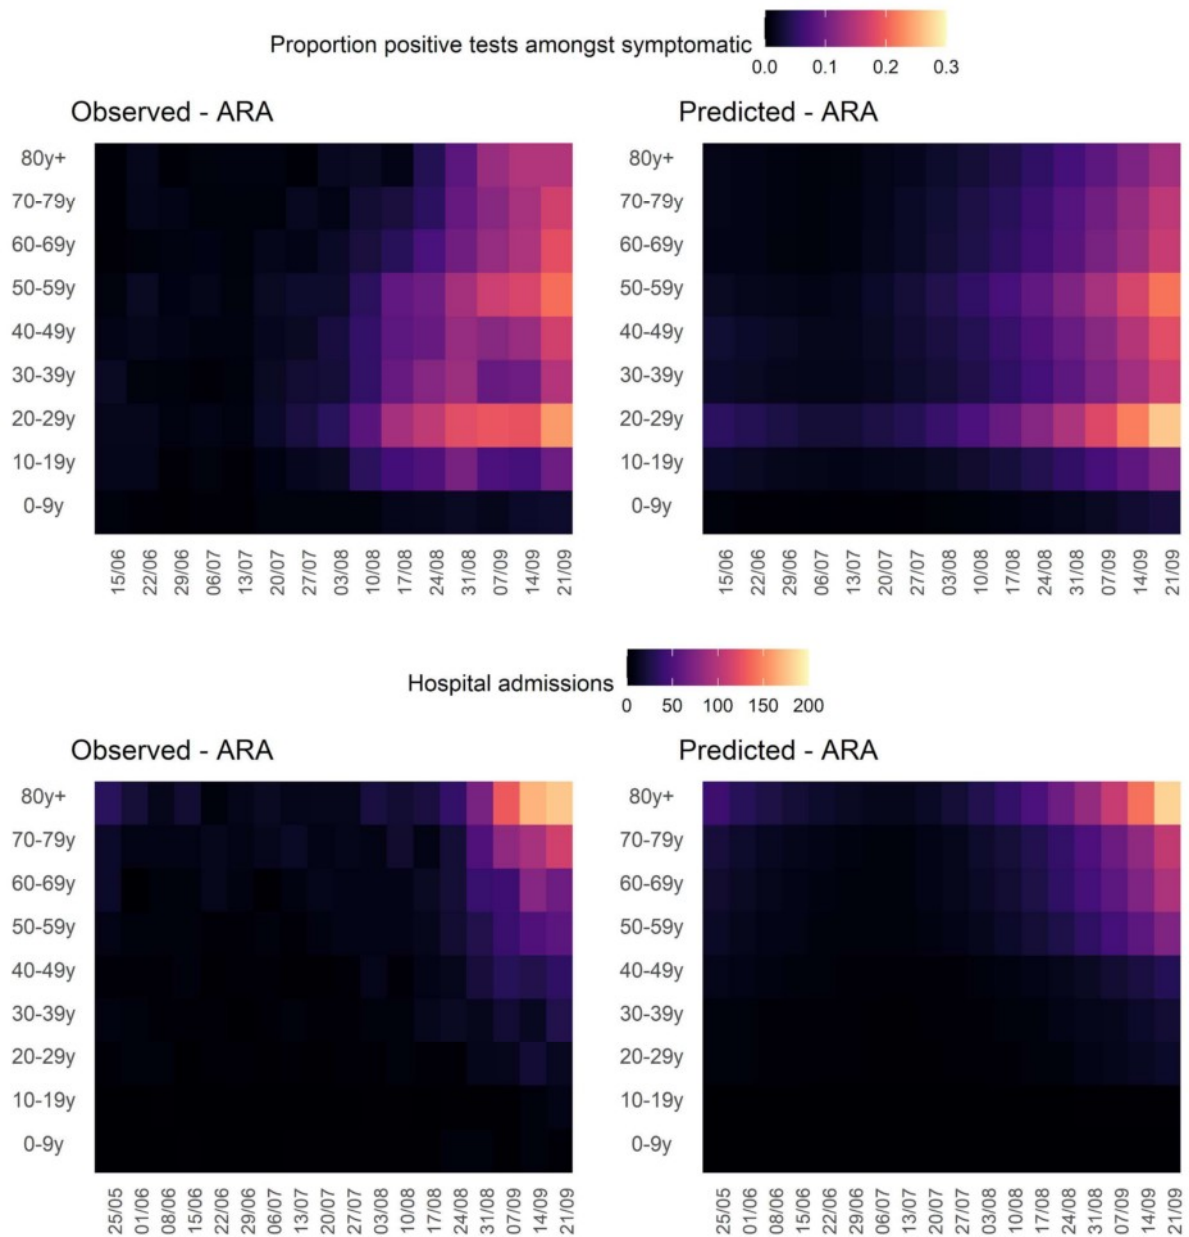 Proportion positive tests amongst symptomatic
0.0 0.1 0.2 0.3
Observed - ARA
Predicted - ARA
80y+
70-79y
60-69y
50-59y
40-49y
30-39y
20-29y
10-19y
0-9y
15/06 22/06 29/06 06/07 13/07 20/07 27/07 03/08 10/08 17/08 24/08 31/08 07/09 14/09 21/09
80y+
70-79y
60-69y
50-59y
40-49y
30-39y
20-29y
10-19y
0-9y
15/06 22/06 29/06 06/07 13/07 20/07 27/07 03/08 10/08 17/08 24/08 31/08 07/09 14/09 21/09
Hospital admissions
0 50 100 150 200
Observed - ARA
Predicted - ARA
80y+
70-79y
60-69y
50-59y
40-49y
30-39y
20-29y
10-19y
0-9y
25/05 01/06 08/06 15/06 22/06 29/06 06/07 13/07 20/07 27/07 03/08 10/08 17/08 24/08 31/08 07/09 14/09 21/09
80y+
70-79y
60-69y
50-59y
40-49y
30-39y
20-29y
10-19y
0-9y
25/05 01/06 08/06 15/06 22/06 29/06 06/07 13/07 20/07 27/07 03/08 10/08 17/08 24/08 31/08 07/09 14/09 21/09